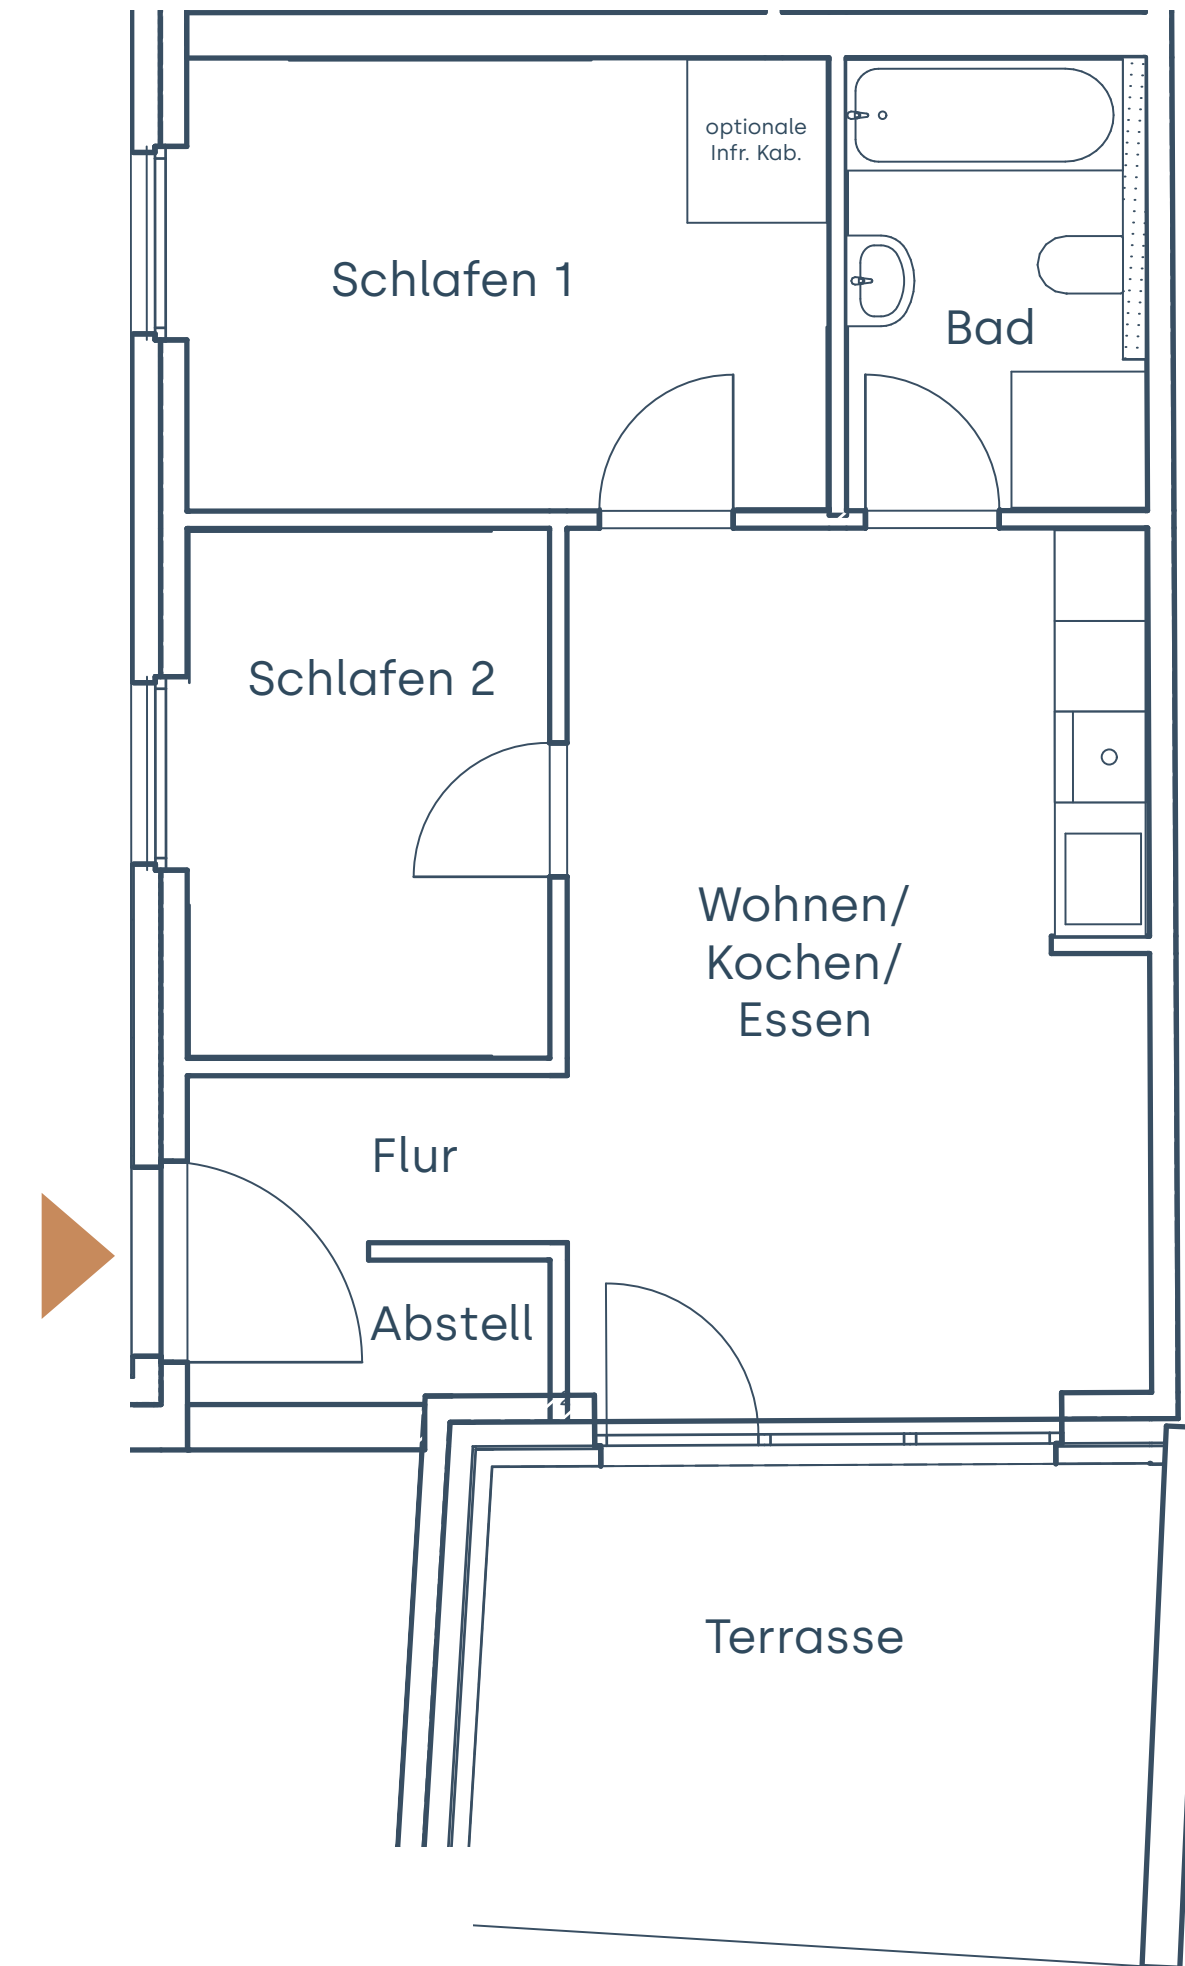 optionale
Infr. Kab.
Schlafen 1
Bad
Schlafen 2
Wohnen/
Kochen/
Essen
Flur
Abstell
Terrasse